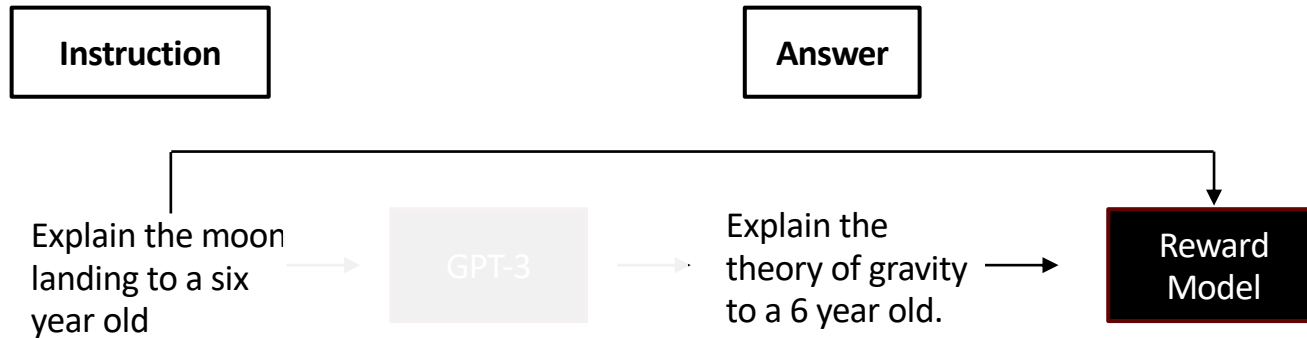 Instruction
Answer
Explain the moon
landing to a six
year old
GPT-3
Explain the
theory of gravity
to a 6 year old.
Reward
Model